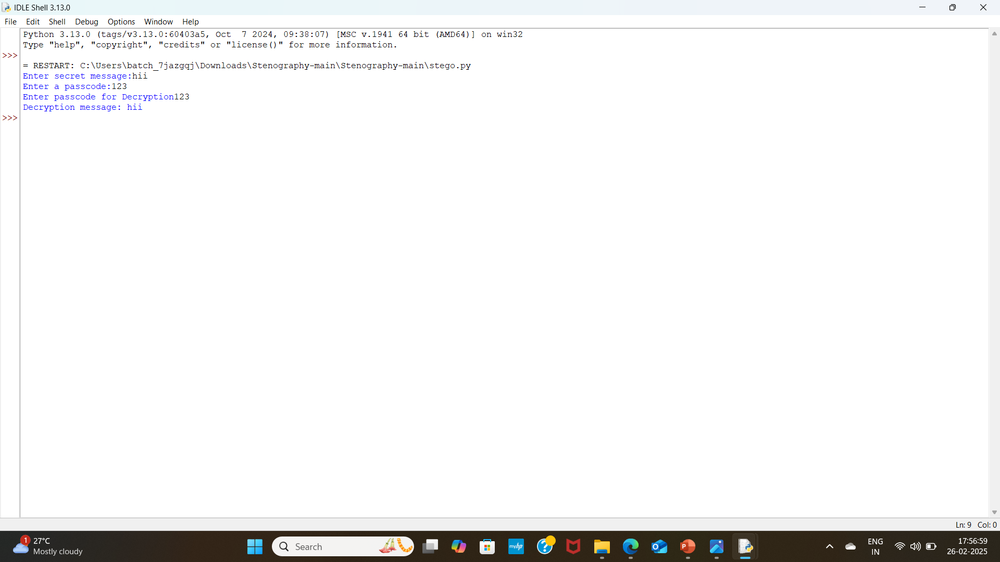 IDLE Shell 3.13.0
File Edit Shell Debug Options Window Help
Python 3.13.0 (tags/v3.13.0:60403a5, Oct  7 2024, 09:38:07) [MSC v.1941 64 bit (AMD64)] on win32
Type "help", "copyright", "credits" or "license()" for more information.
>>>
= RESTART: C:\Users\batch_7jazgqj\Downloads\Stenography-main\Stenography-main\stego.py
Enter secret message:hii
Enter a passcode:123
Enter passcode for Decryption123
Decryption message: hii
>>>
Ln: 9 Col: 0
1 27°C
Mostly cloudy
Search
myhp
ENG
IN
17:56:59
26-02-2025